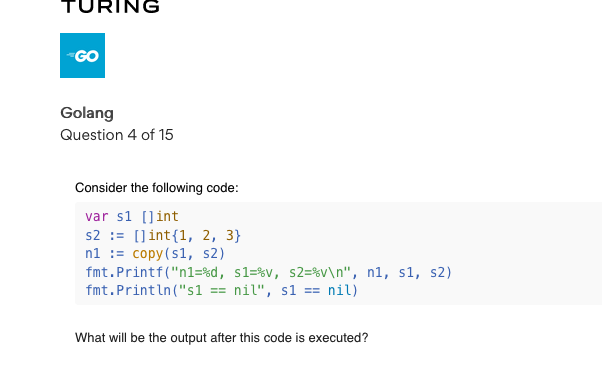 TURING
GO
Golang
Question 4 of 15
Consider the following code:
var s1 []int
s2 := []int{1, 2, 3}
n1 := copy(s1, s2)
fmt.Printf("n1=%d, s1=%v, s2=%v\n", n1, s1, s2)
fmt.Println("s1 == nil", s1 == nil)
What will be the output after this code is executed?